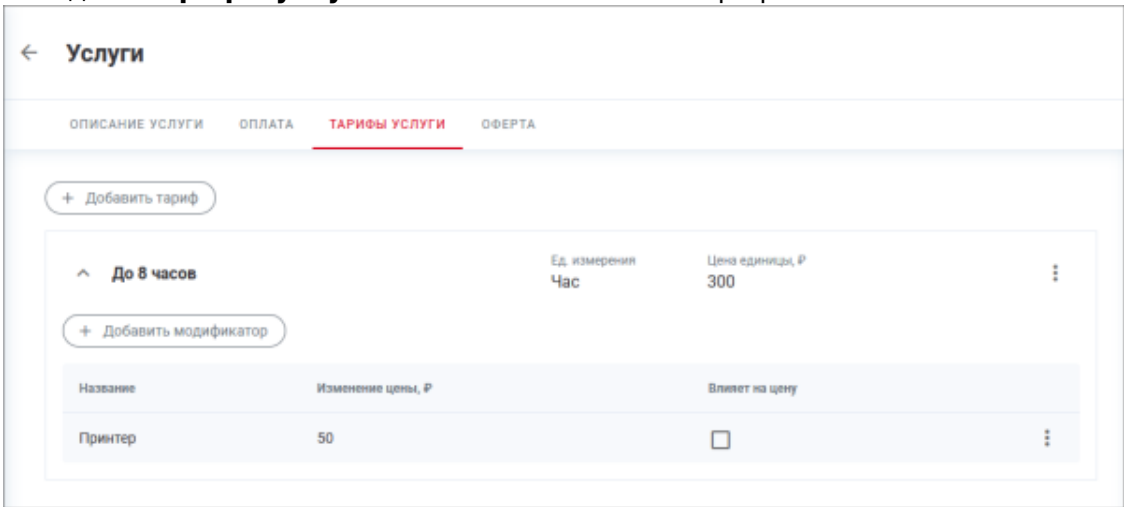 Услуги
ОПИСАНИЕ УСЛУГИ ОПЛАТА ТАРИФЫ УСЛУГИ ОФЕРТА
+ Добавить тариф
До 8 часов Ед. измерения Час Цена единицы, ₽ 300
+ Добавить модификатор
Название Изменение цены, ₽ Влияет на цену
Принтер 50